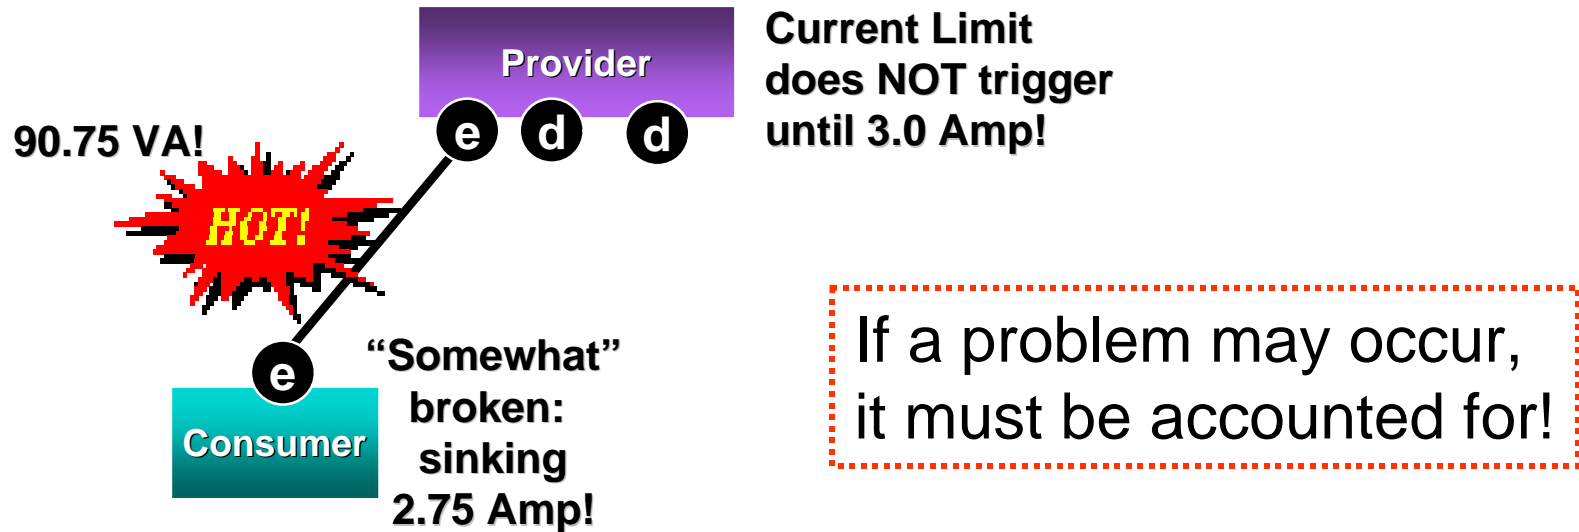 Provider
e d d
Current Limit
does NOT trigger
until 3.0 Amp!
90.75 VA!
HOT!
e
Consumer
“Somewhat”
broken:
sinking
2.75 Amp!
If a problem may occur,
it must be accounted for!